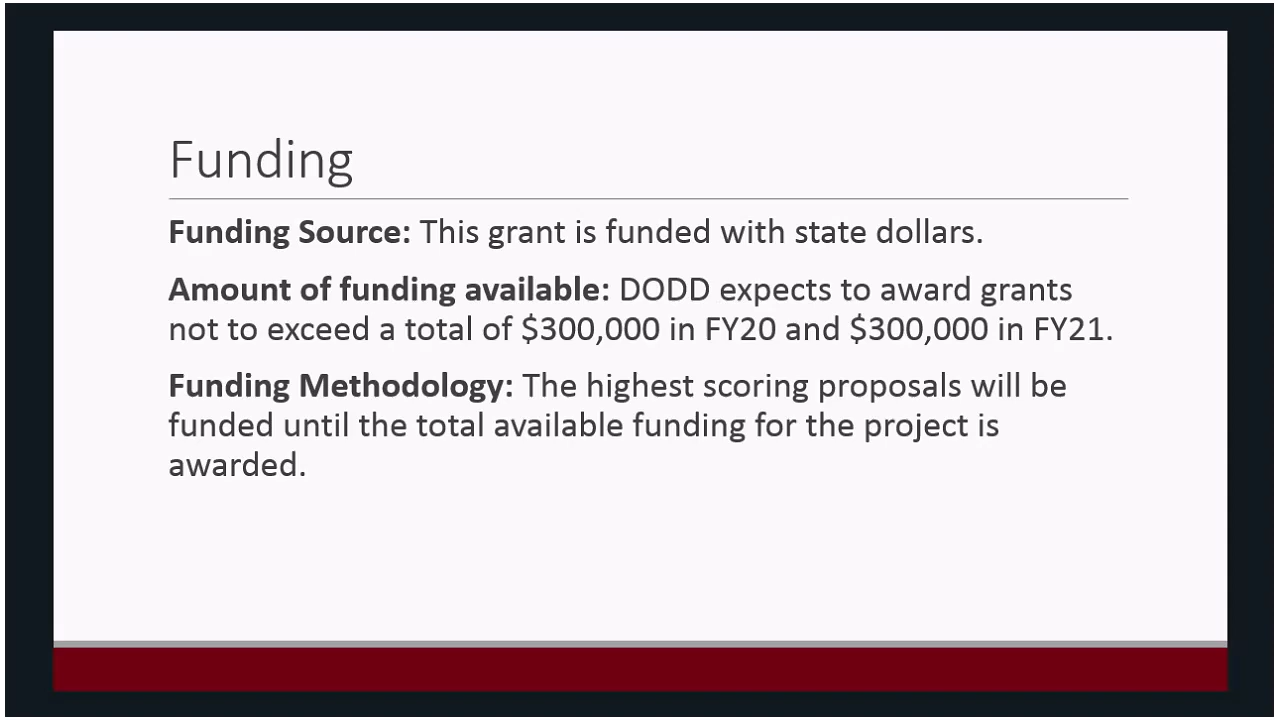 Funding
Funding Source: This grant is funded with state dollars.
Amount of funding available: DODD expects to award grants
not to exceed a total of $300,000 in FY20 and $300,000 in FY21.
Funding Methodology: The highest scoring proposals will be
funded until the total available funding for the project is
awarded.